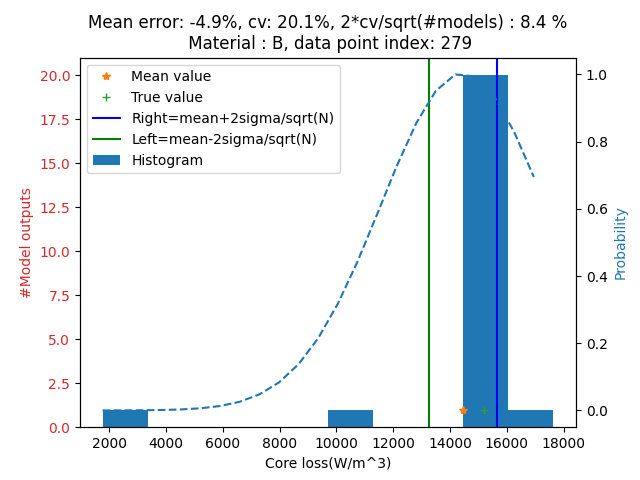 Mean error: -4.9%, cv: 20.1%, 2*cv/sqrt(#models) : 8.4 %
Material : B, data point index: 279
Mean value
True value
Right=mean+2sigma/sqrt(N)
Left=mean-2sigma/sqrt(N)
Histogram
20.0
17.5
15.0
12.5
10.0
7.5
5.0
2.5
0.0
#Model outputs
1.0
0.8
0.6
0.4
0.2
0.0
Probability
2000 4000 6000 8000 10000 12000 14000 16000 18000
Core loss(W/m^3)